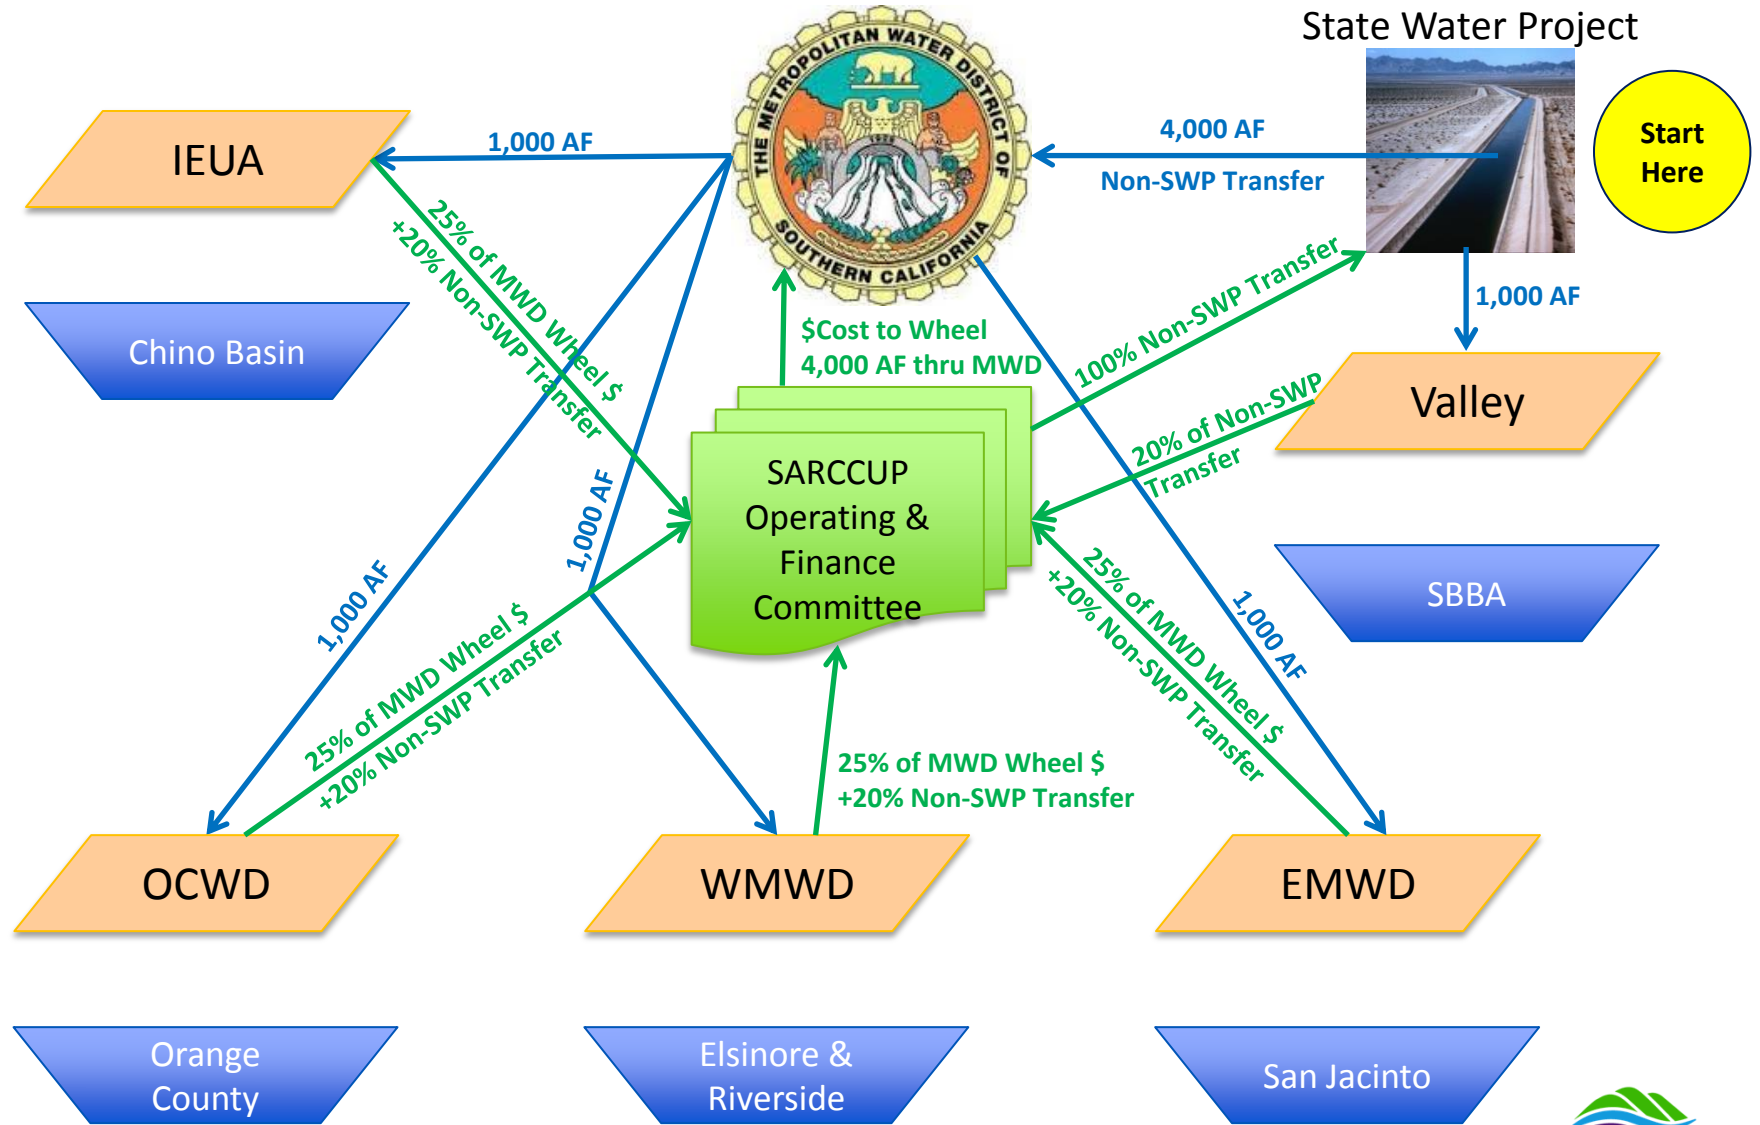 State Water Project
THE METROPOLITAN WATER DISTRICT OF
SOUTHERN CALIFORNIA
1928
Start
Here
4,000 AF
Non-SWP Transfer
1,000 AF
IEUA
25% of MWD Wheel $
+20% Non-SWP Transfer
Chino Basin
$Cost to Wheel
4,000 AF thru MWD
100% Non-SWP Transfer
1,000 AF
Valley
20% of Non-SWP
Transfer
SBBA
SARCCUP
Operating &
Finance
Committee
1,000 AF
1,000 AF
1,000 AF
25% of MWD Wheel $
+20% Non-SWP Transfer
25% of MWD Wheel $
+20% Non-SWP Transfer
25% of MWD Wheel $
+20% Non-SWP Transfer
OCWD
WMWD
EMWD
Orange
County
Elsinore &
Riverside
San Jacinto